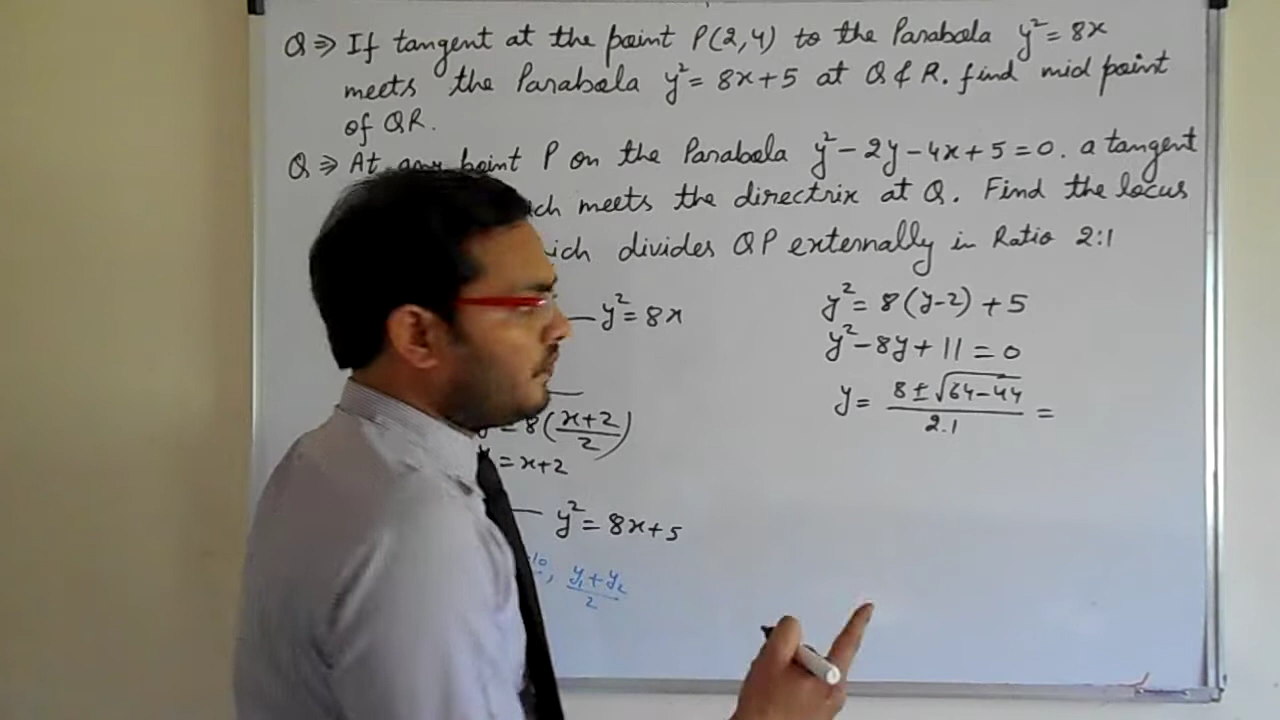 Q ⇒ If tangent at the point P(2,4) to the Parabola y² = 8x
meets the Parabola y² = 8x+5 at Q & R. find mid point
of QR.
Q ⇒ At any point P on the Parabola y² - 2y - 4x + 5 = 0. a tangent
meets the directrix at Q. Find the locus
divides QP externally in Ratio 2:1
y² = 8x
= 8(x+2/2)
= x+2
y² = 8x+5
, y₁+y₂/2
y² = 8(y-2) + 5
y² - 8y + 11 = 0
y = 8 ± √64-44 / 2.1 =